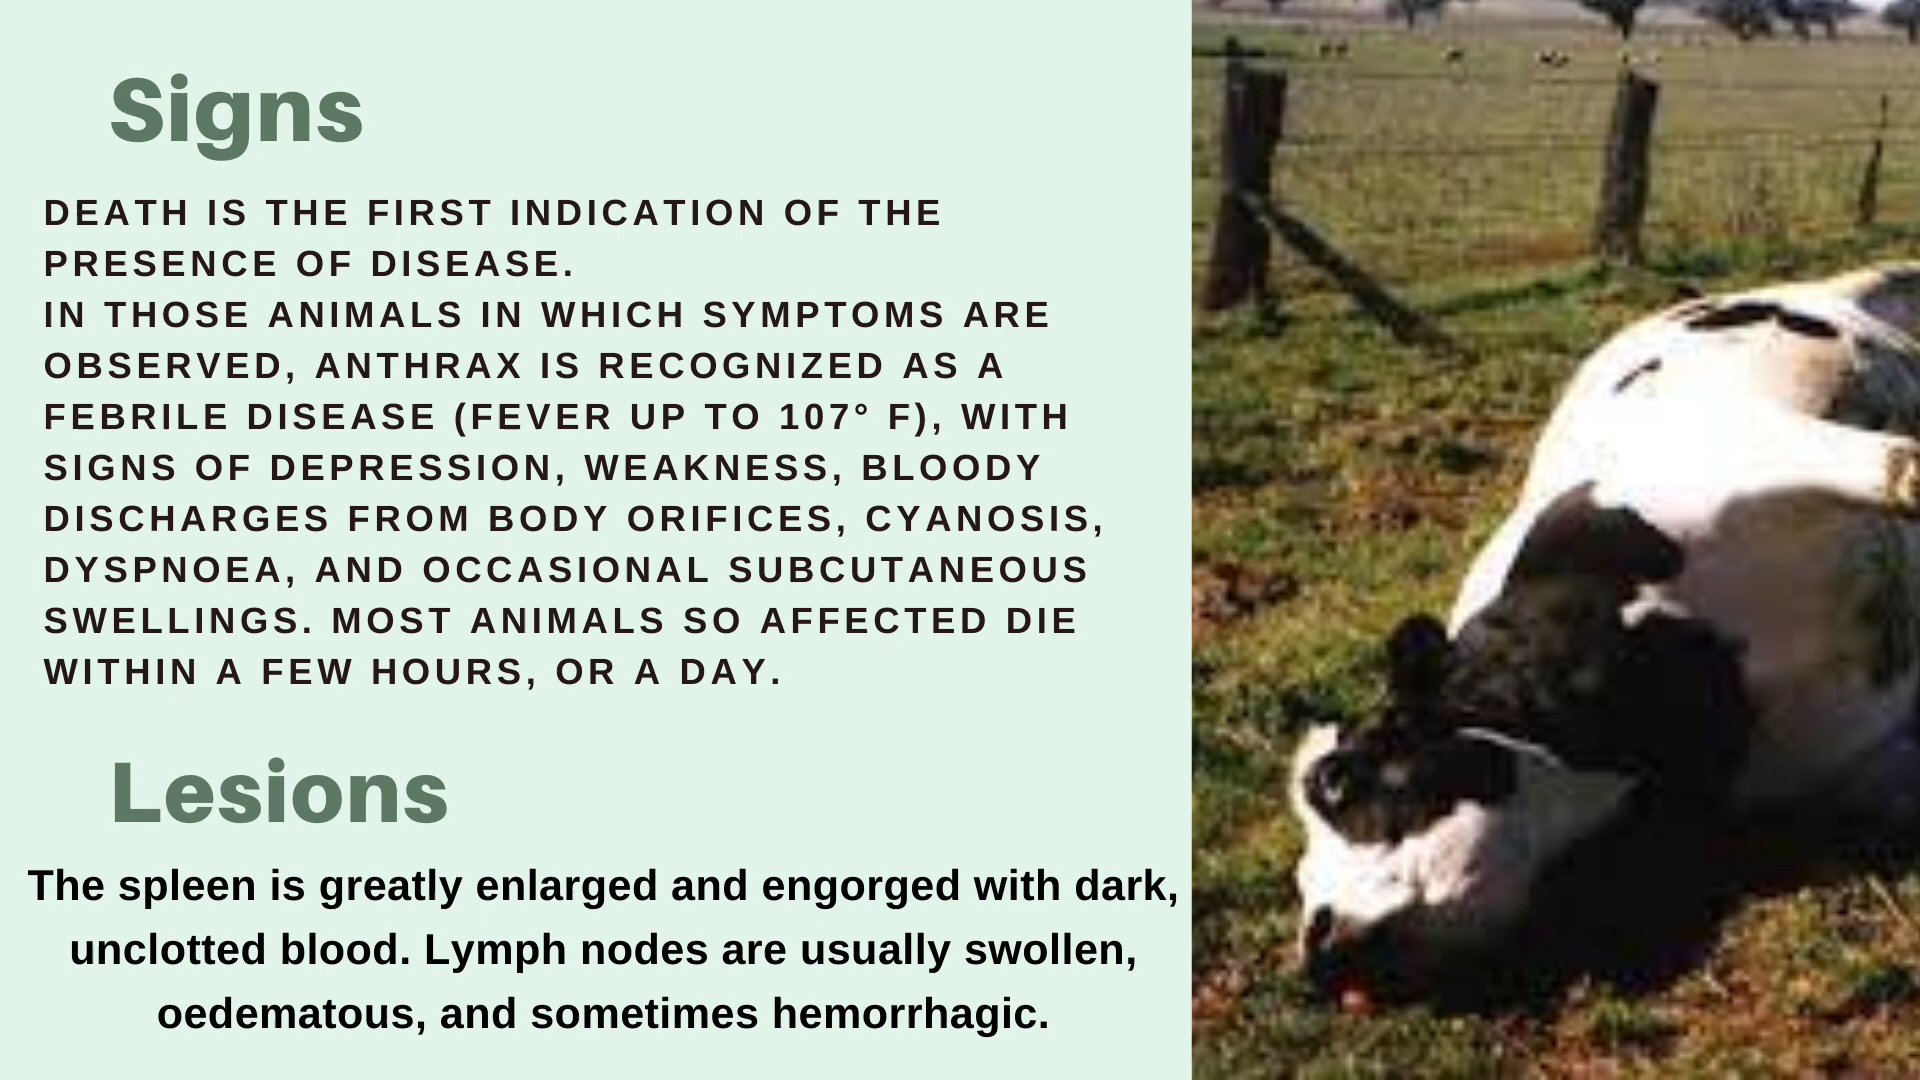 Signs
DEATH IS THE FIRST INDICATION OF THE
PRESENCE OF DISEASE.
IN THOSE ANIMALS IN WHICH SYMPTOMS ARE
OBSERVED, ANTHRAX IS RECOGNIZED AS A
FEBRILE DISEASE (FEVER UP TO 107° F), WITH
SIGNS OF DEPRESSION, WEAKNESS, BLOODY
DISCHARGES FROM BODY ORIFICES, CYANOSIS,
DYSPNOEA, AND OCCASIONAL SUBCUTANEOUS
SWELLINGS. MOST ANIMALS SO AFFECTED DIE
WITHIN A FEW HOURS, OR A DAY.
Lesions
The spleen is greatly enlarged and engorged with dark,
unclotted blood. Lymph nodes are usually swollen,
oedematous, and sometimes hemorrhagic.